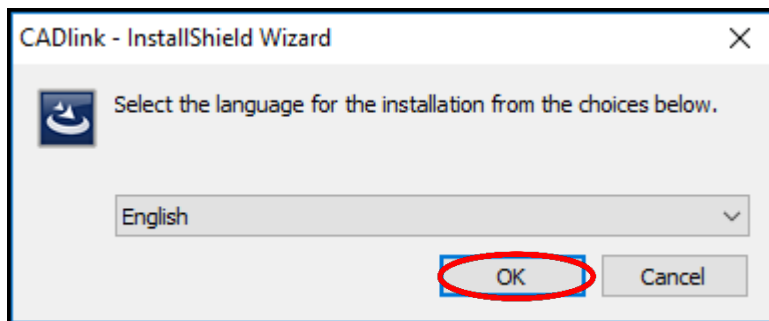 CADlink - InstallShield Wizard
Select the language for the installation from the choices below.
English
OK
Cancel